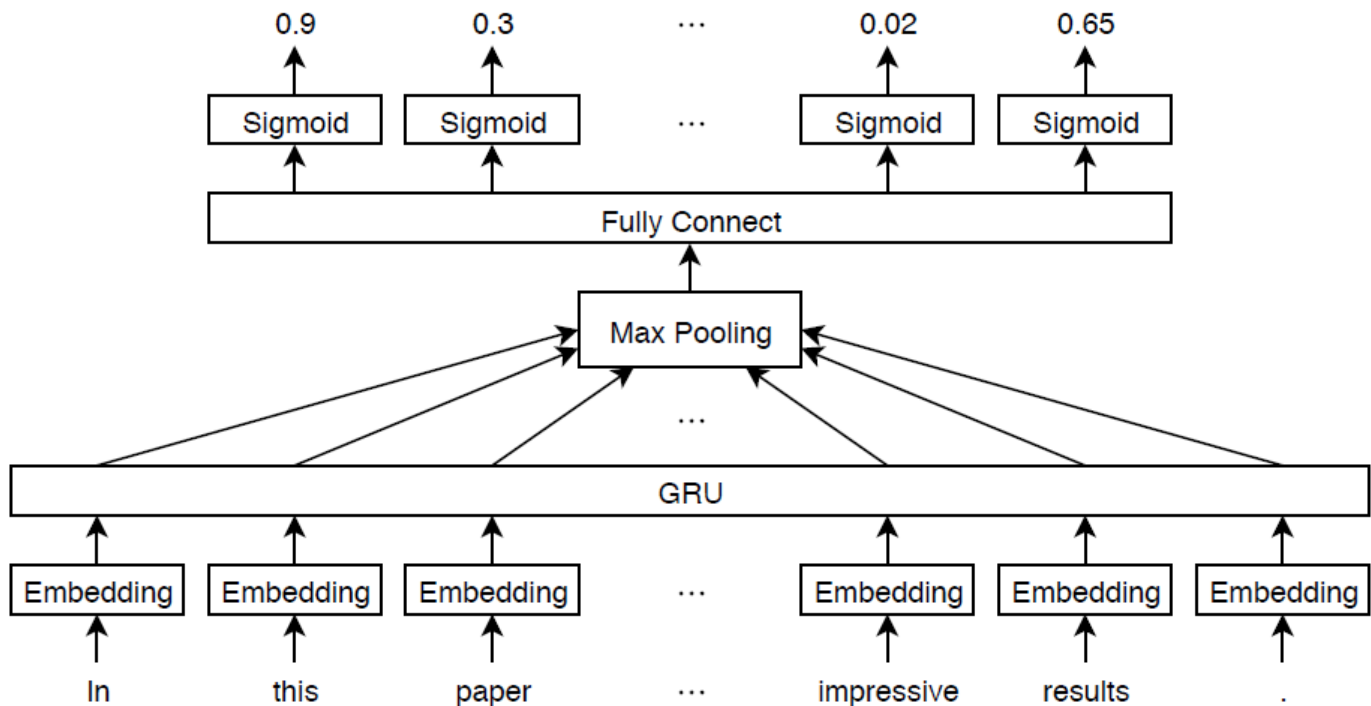 0.9 0.3 ... 0.02 0.65
Sigmoid Sigmoid ... Sigmoid Sigmoid
Fully Connect
Max Pooling
...
GRU
Embedding Embedding Embedding ... Embedding Embedding Embedding
In this paper ... impressive results .